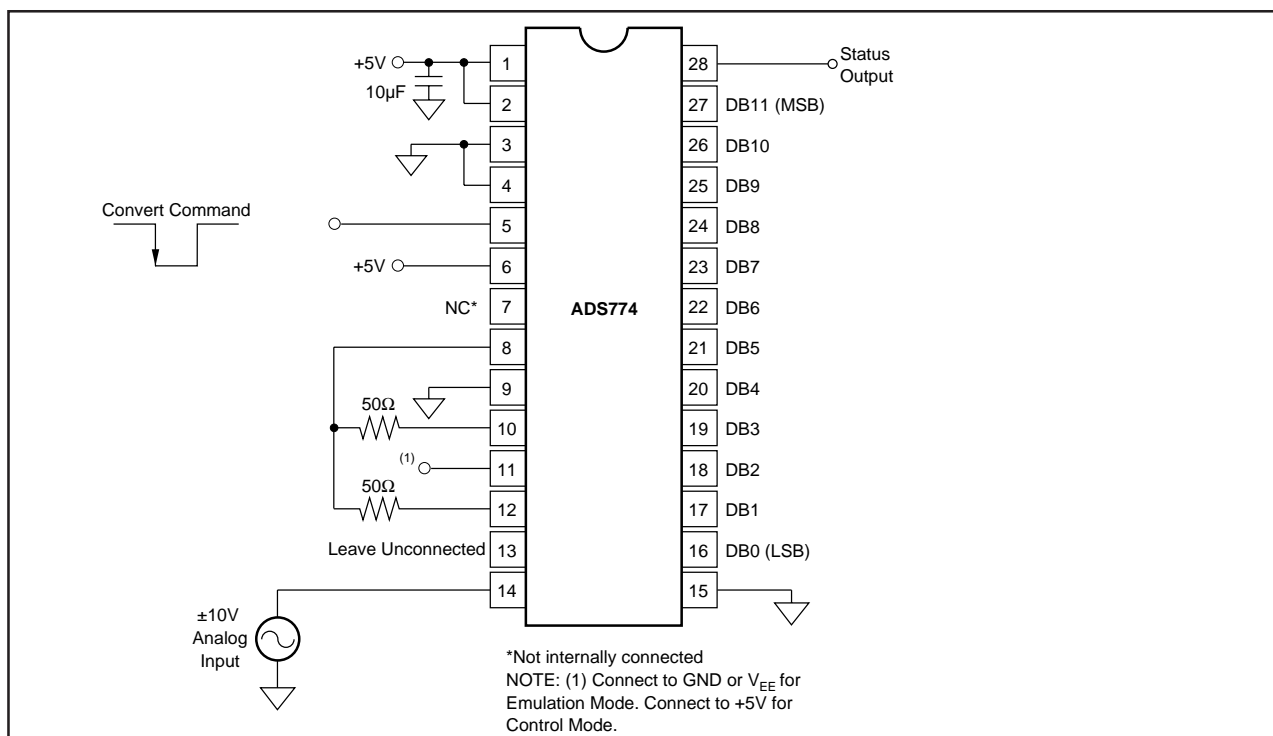 +5V
10µF
1
2
3
4
Convert Command
5
+5V
6
NC*
7
8
9
50Ω
10
(1)
11
50Ω
12
Leave Unconnected
13
14
±10V
Analog
Input
ADS774
28
Status
Output
27
DB11 (MSB)
26
DB10
25
DB9
24
DB8
23
DB7
22
DB6
21
DB5
20
DB4
19
DB3
18
DB2
17
DB1
16
DB0 (LSB)
15
*Not internally connected
NOTE: (1) Connect to GND or VEE for
Emulation Mode. Connect to +5V for
Control Mode.